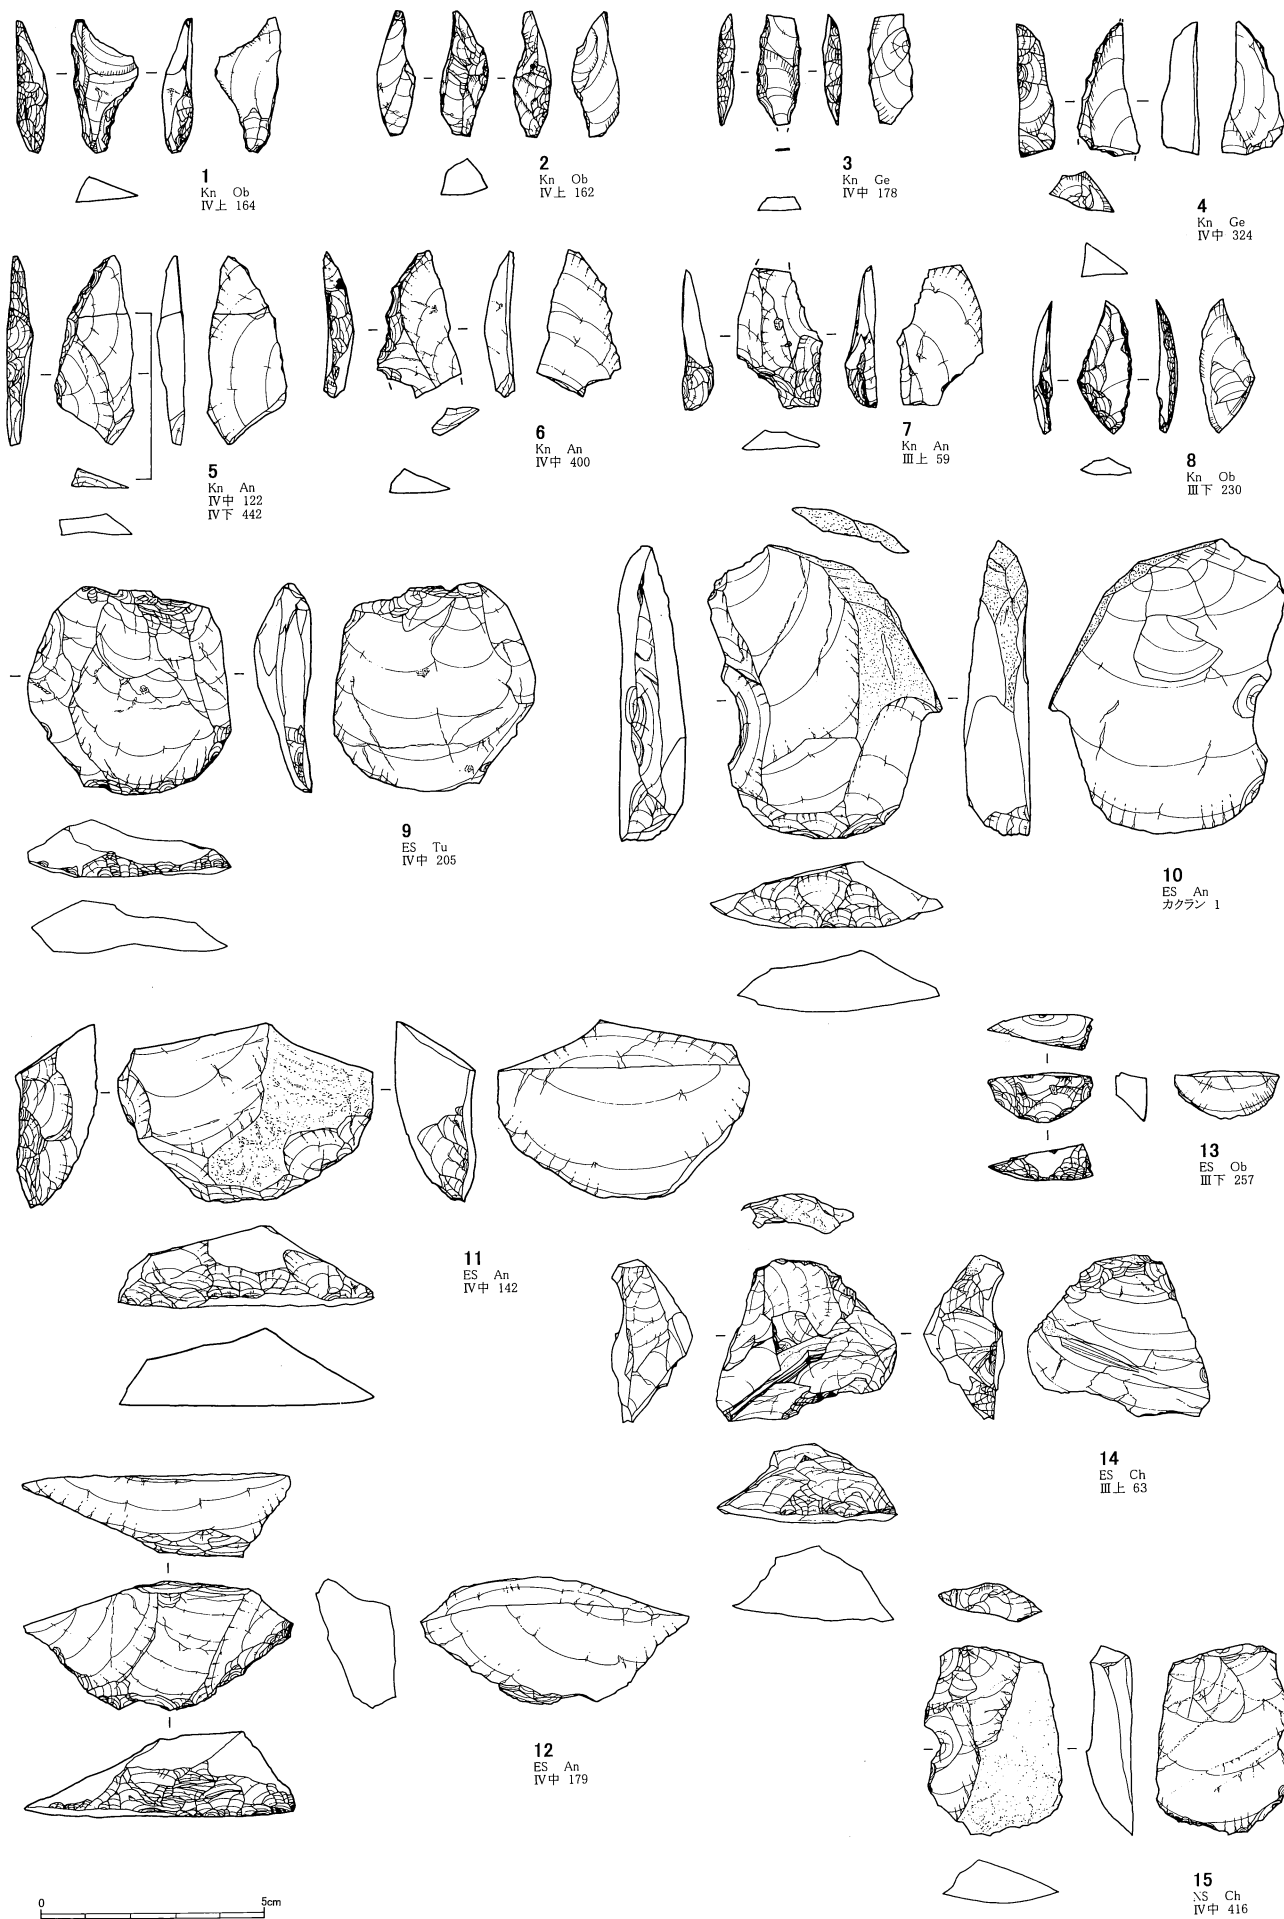 1
Kn Ob
Ⅳ上 164
2
Kn Ob
Ⅳ上 162
3
Kn Ge
Ⅳ中 178
4
Kn Ge
Ⅳ中 324
5
Kn An
Ⅳ中 122
Ⅳ下 442
6
Kn An
Ⅳ中 400
7
Kn An
Ⅲ上 59
8
Kn Ob
Ⅲ下 230
9
ES Tu
Ⅳ中 205
10
ES An
カクラン 1
11
ES An
Ⅳ中 142
13
ES Ob
Ⅲ下 257
14
ES Ch
Ⅲ上 63
12
ES An
Ⅳ中 179
15
NS Ch
Ⅳ中 416
0 5cm